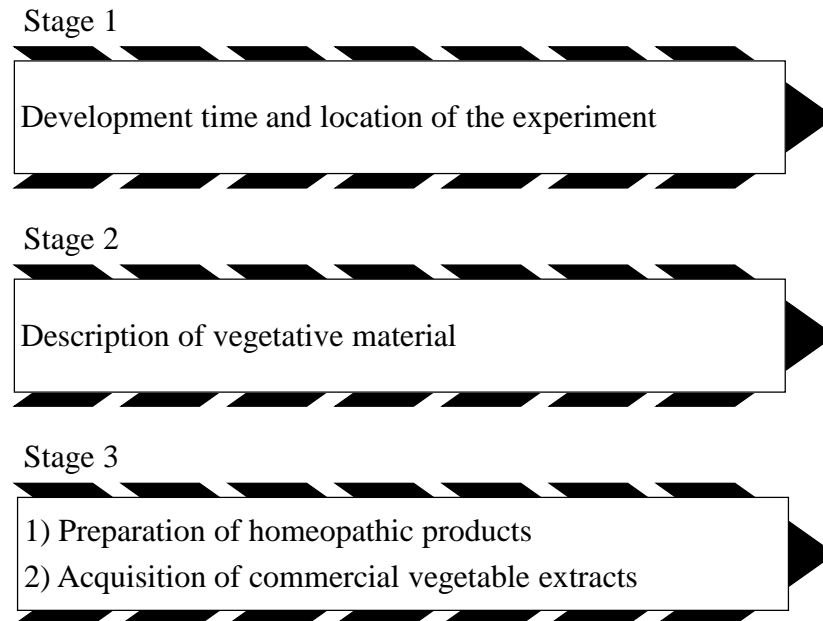 Stage 1
Development time and location of the experiment
Stage 2
Description of vegetative material
Stage 3
1) Preparation of homeopathic products
2) Acquisition of commercial vegetable extracts